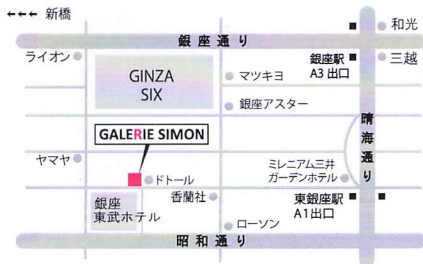 ←←← 新橋
和光
銀座通り
ライオン
銀座駅
A3 出口
三越
GINZA
SIX
マツキヨ
銀座アスター
GALERIE SIMON
晴海通り
ヤマヤ
ドトール
ミレニアム三井
ガーデンホテル
香蘭社
銀座
東武ホテル
東銀座駅
A1出口
ローソン
昭和通り